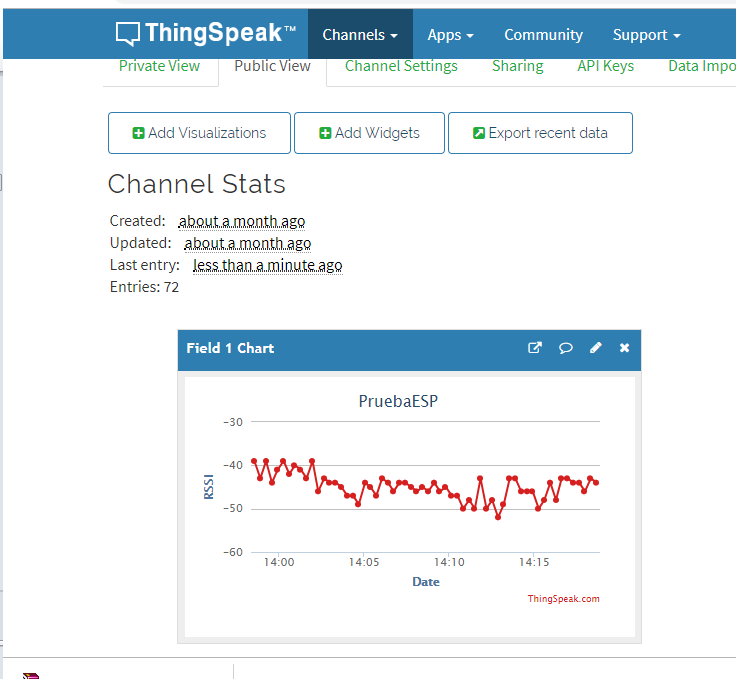 ThingSpeak™ Channels Apps Community Support
Private View Public View Channel Settings Sharing API Keys Data Impo
Add Visualizations Add Widgets Export recent data
Channel Stats
Created: about a month ago
Updated: about a month ago
Last entry: less than a minute ago
Entries: 72
Field 1 Chart
PruebaESP
-30
-40
RSSI
-50
-60
14:00 14:05 14:10 14:15
Date
ThingSpeak.com